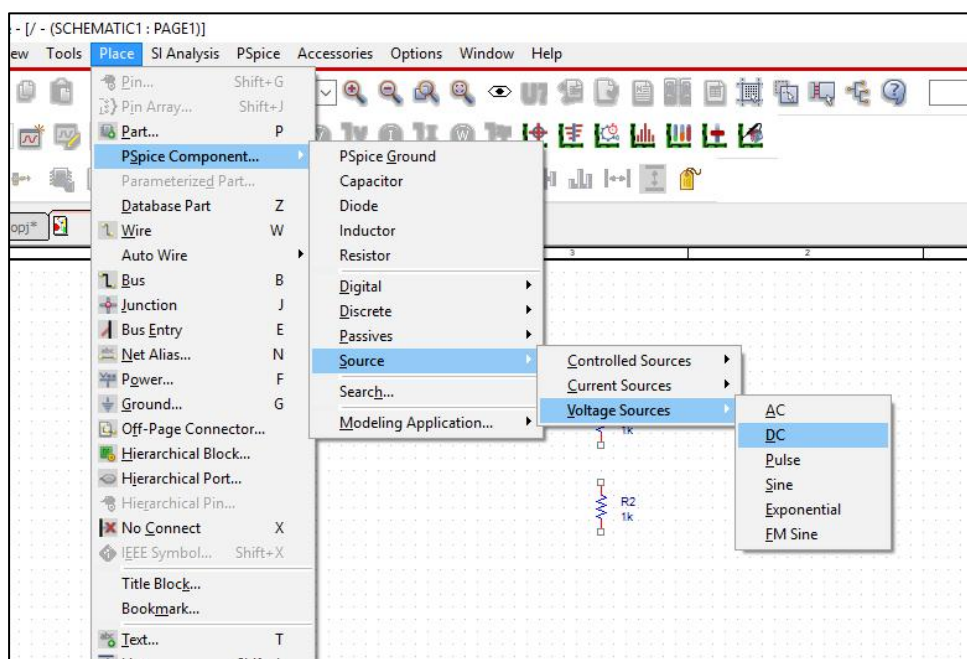 - [/ - (SCHEMATIC1 : PAGE1)]
ew Tools Place SI Analysis PSpice Accessories Options Window Help
Pin... Shift+G
Pin Array... Shift+J
Part... P
PSpice Component...
Parameterized Part...
Database Part Z
Wire W
Auto Wire
Bus B
Junction J
Bus Entry E
Net Alias... N
Power... F
Ground... G
Off-Page Connector...
Hierarchical Block...
Hierarchical Port...
Hierarchical Pin...
No Connect X
IEEE Symbol... Shift+X
Title Block...
Bookmark...
Text... T
PSpice Ground
Capacitor
Diode
Inductor
Resistor
Digital
Discrete
Passives
Source
Search...
Modeling Application...
Controlled Sources
Current Sources
Voltage Sources
AC
DC
Pulse
Sine
Exponential
FM Sine
opj*
3 2
1k
R2
1k